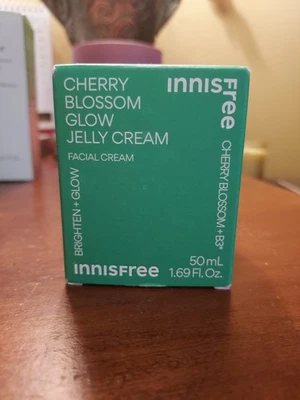 CHERRY
BLOSSOM
GLOW
JELLY CREAM
FACIAL CREAM
innisfree
CHERRY BLOSSOM + B3*
BRIGHTEN + GLOW
innisfree
50 mL
1.69 Fl. Oz.